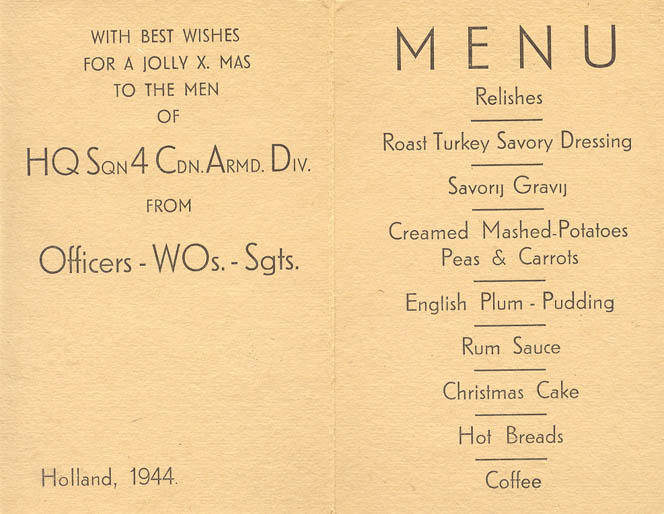 WITH BEST WISHES
FOR A JOLLY X. MAS
TO THE MEN
OF
HQ SQN 4 CDN. ARMD. DIV.
FROM
Officers - WOs. - Sgts.
Holland, 1944.
MENU
Relishes
Roast Turkey Savory Dressing
Savory Gravy
Creamed Mashed-Potatoes
Peas & Carrots
English Plum - Pudding
Rum Sauce
Christmas Cake
Hot Breads
Coffee